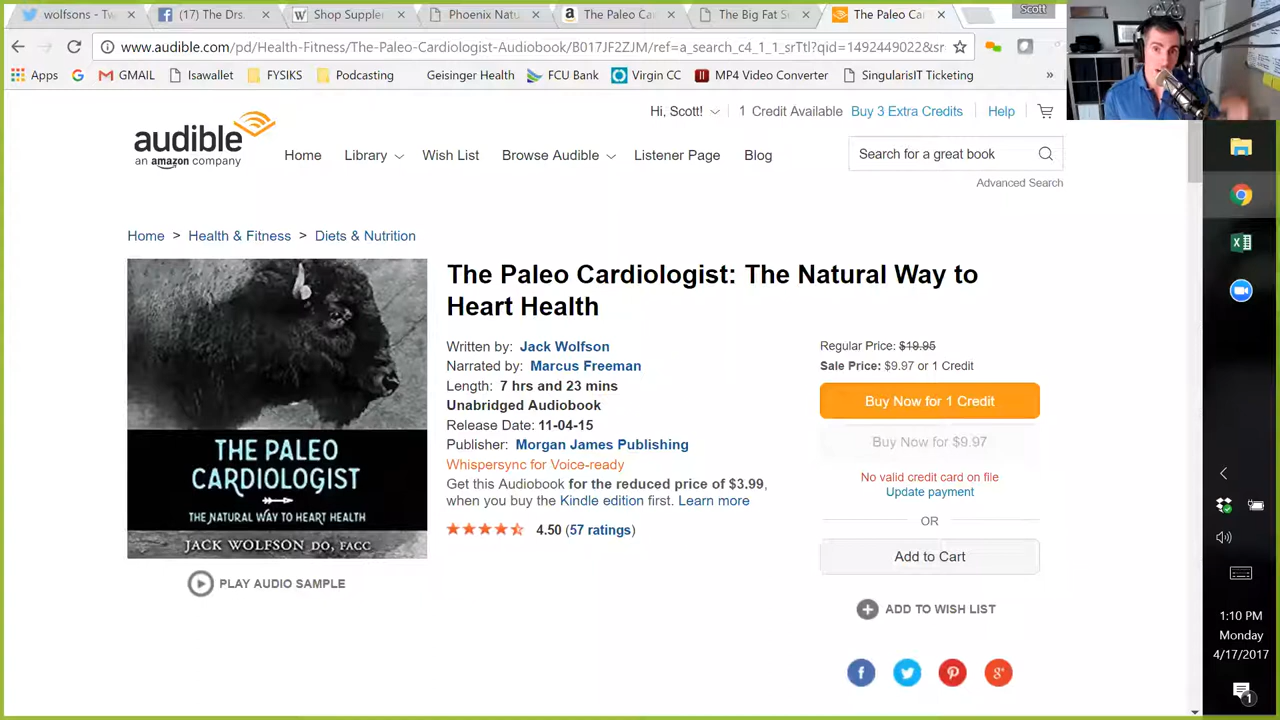 wolfsons - Tw
(17) The Drs.
Shop Suppler
Phoenix Natu
The Paleo Ca
The Big Fat S
The Paleo Ca
Scott
www.audible.com/pd/Health-Fitness/The-Paleo-Cardiologist-Audiobook/B017JF2ZJM/ref=a_search_c4_1_1_srTtl?qid=1492449022&sr
Apps
GMAIL
Isawallet
FYSIKS
Podcasting
Geisinger Health
FCU Bank
Virgin CC
MP4 Video Converter
SingularisIT Ticketing
»
Hi, Scott!
1 Credit Available
Buy 3 Extra Credits
Help
audible
an amazon company
Home
Library
Wish List
Browse Audible
Listener Page
Blog
Search for a great book
Advanced Search
Home > Health & Fitness > Diets & Nutrition
THE PALEO
CARDIOLOGIST
THE NATURAL WAY TO HEART HEALTH
JACK WOLFSON DO, FACC
PLAY AUDIO SAMPLE
The Paleo Cardiologist: The Natural Way to
Heart Health
Written by: Jack Wolfson
Narrated by: Marcus Freeman
Length: 7 hrs and 23 mins
Unabridged Audiobook
Release Date: 11-04-15
Publisher: Morgan James Publishing
Whispersync for Voice-ready
Get this Audiobook for the reduced price of $3.99,
when you buy the Kindle edition first. Learn more
4.50 (57 ratings)
Regular Price: $19.95
Sale Price: $9.97 or 1 Credit
Buy Now for 1 Credit
Buy Now for $9.97
No valid credit card on file
Update payment
OR
Add to Cart
ADD TO WISH LIST
1:10 PM
Monday
4/17/2017
1